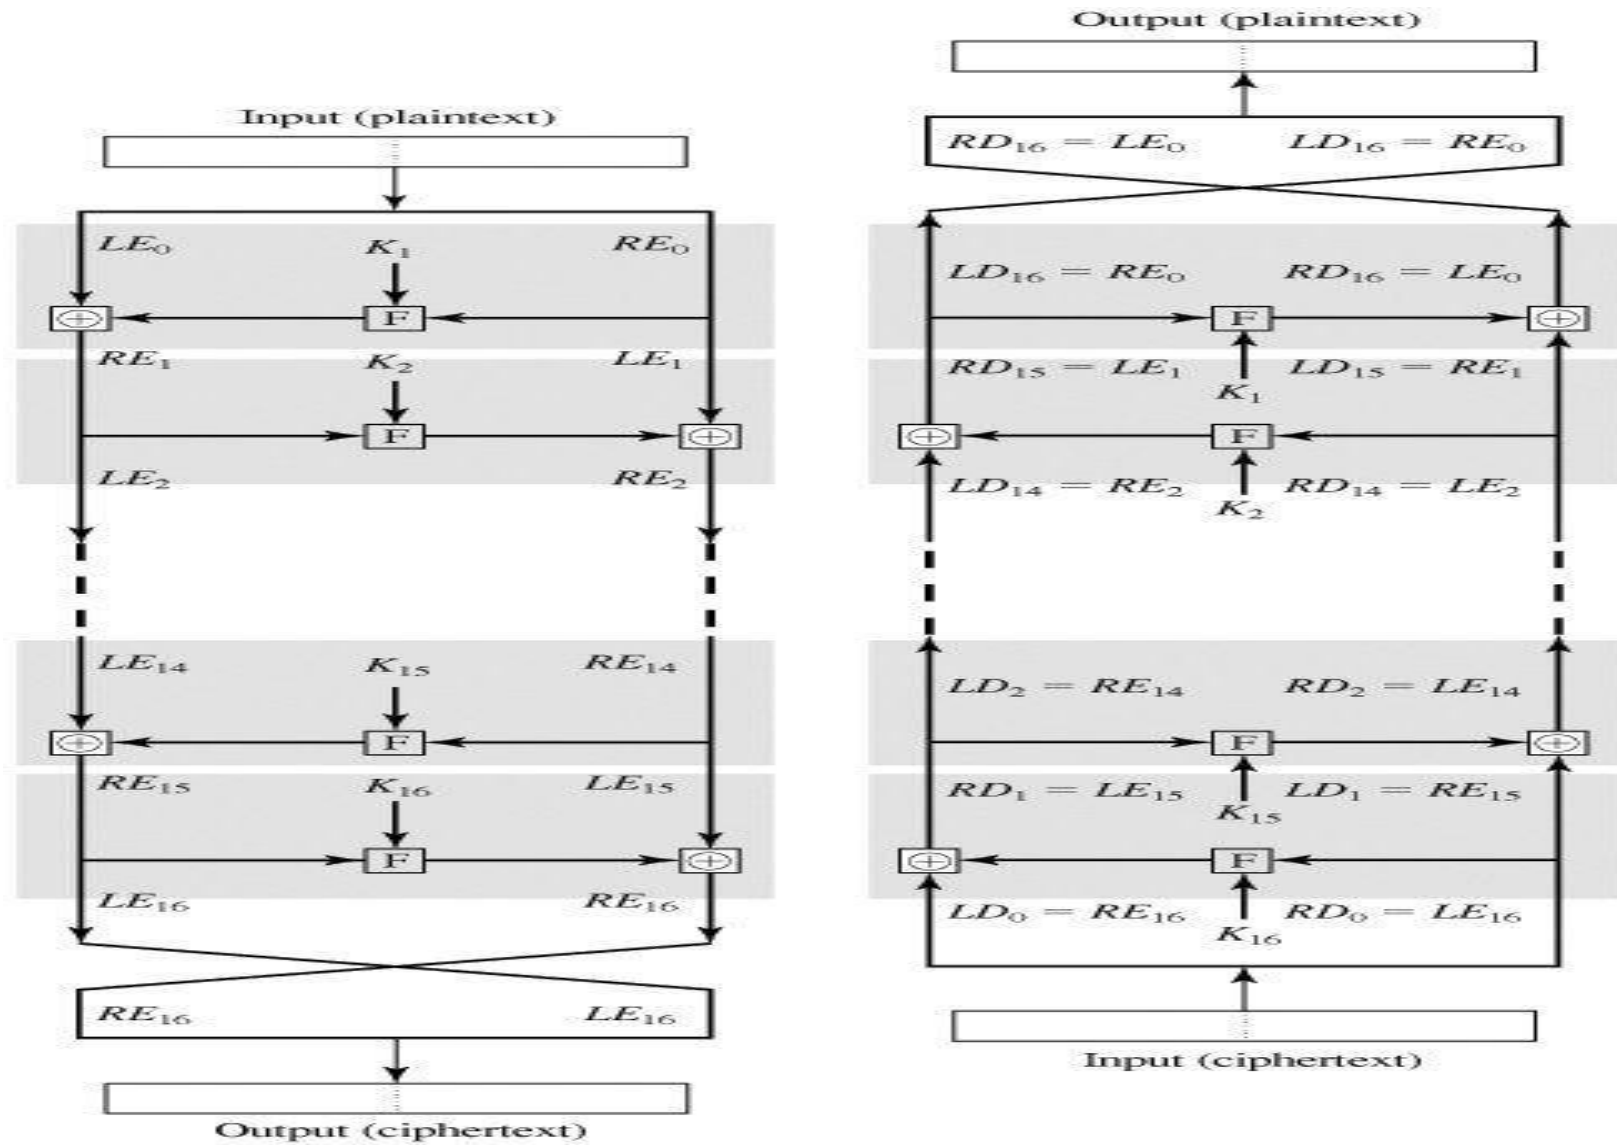 Input (plaintext)
LE₀ K₁ RE₀
⊕ F
RE₁ K₂ LE₁
F ⊕
LE₂ RE₂
LE₁₄ K₁₅ RE₁₄
⊕ F
RE₁₅ K₁₆ LE₁₅
F ⊕
LE₁₆ RE₁₆
RE₁₆ LE₁₆
Output (ciphertext)
Output (plaintext)
RD₁₆ = LE₀ LD₁₆ = RE₀
LD₁₆ = RE₀ RD₁₆ = LE₀
F ⊕
RD₁₅ = LE₁ LD₁₅ = RE₁
K₁
⊕ F
LD₁₄ = RE₂ RD₁₄ = LE₂
K₂
LD₂ = RE₁₄ RD₂ = LE₁₄
F ⊕
RD₁ = LE₁₅ LD₁ = RE₁₅
K₁₅
⊕ F
LD₀ = RE₁₆ RD₀ = LE₁₆
K₁₆
Input (ciphertext)